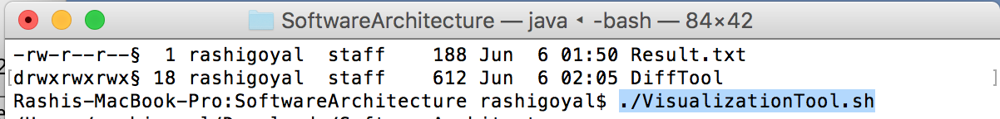 SoftwareArchitecture — java ◂ -bash — 84×42
-rw-r--r--§  1 rashigoyal  staff    188 Jun  6 01:50 Result.txt
[drwxrwxrwx§ 18 rashigoyal  staff    612 Jun  6 02:05 DiffTool ]
Rashis-MacBook-Pro:SoftwareArchitecture rashigoyal$ ./VisualizationTool.sh